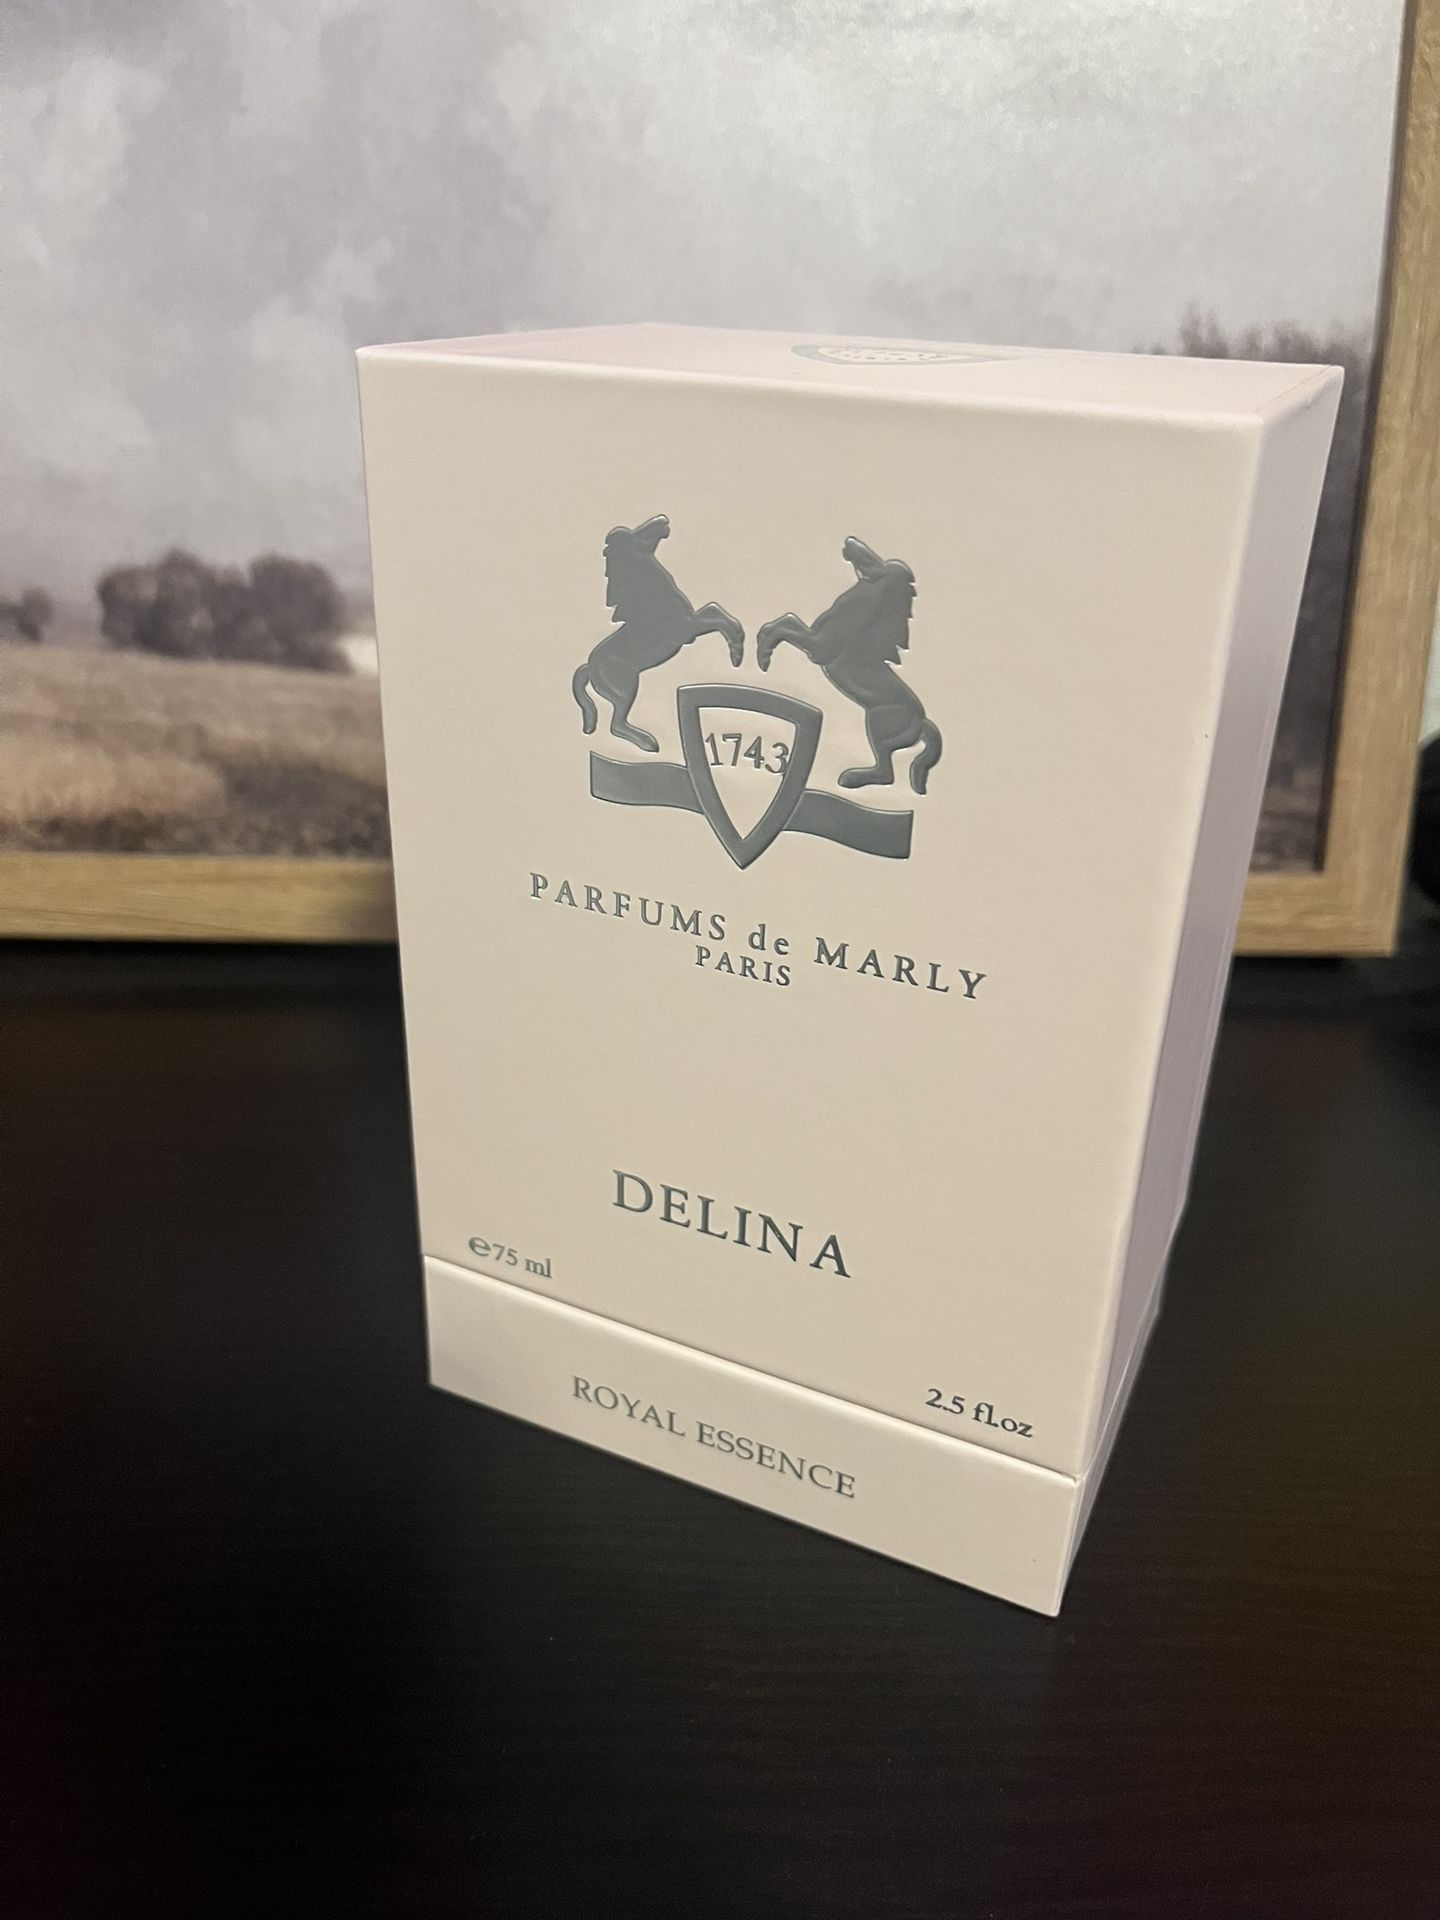 1743
PARFUMS de MARLY
PARIS
DELINA
℮75 ml
2.5 fl.oz
ROYAL ESSENCE